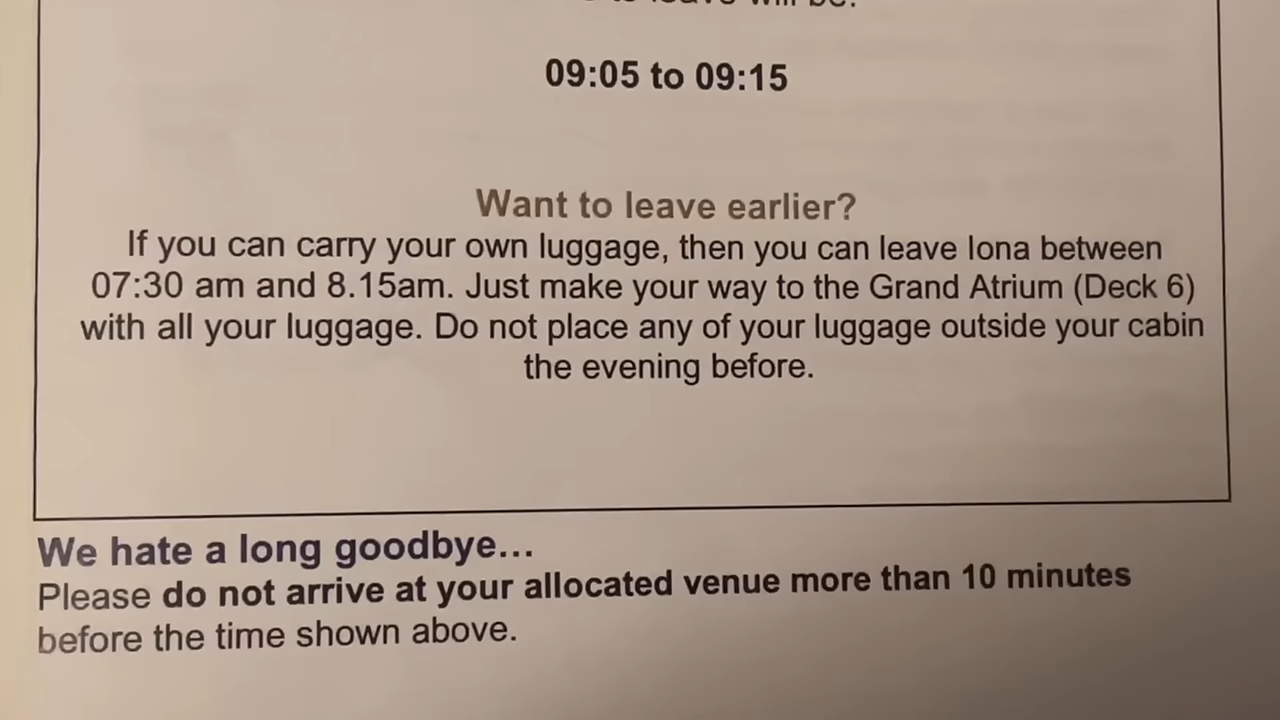 to leave will be:
09:05 to 09:15
Want to leave earlier?
If you can carry your own luggage, then you can leave Iona between
07:30 am and 8.15am. Just make your way to the Grand Atrium (Deck 6)
with all your luggage. Do not place any of your luggage outside your cabin
the evening before.
We hate a long goodbye...
Please do not arrive at your allocated venue more than 10 minutes
before the time shown above.